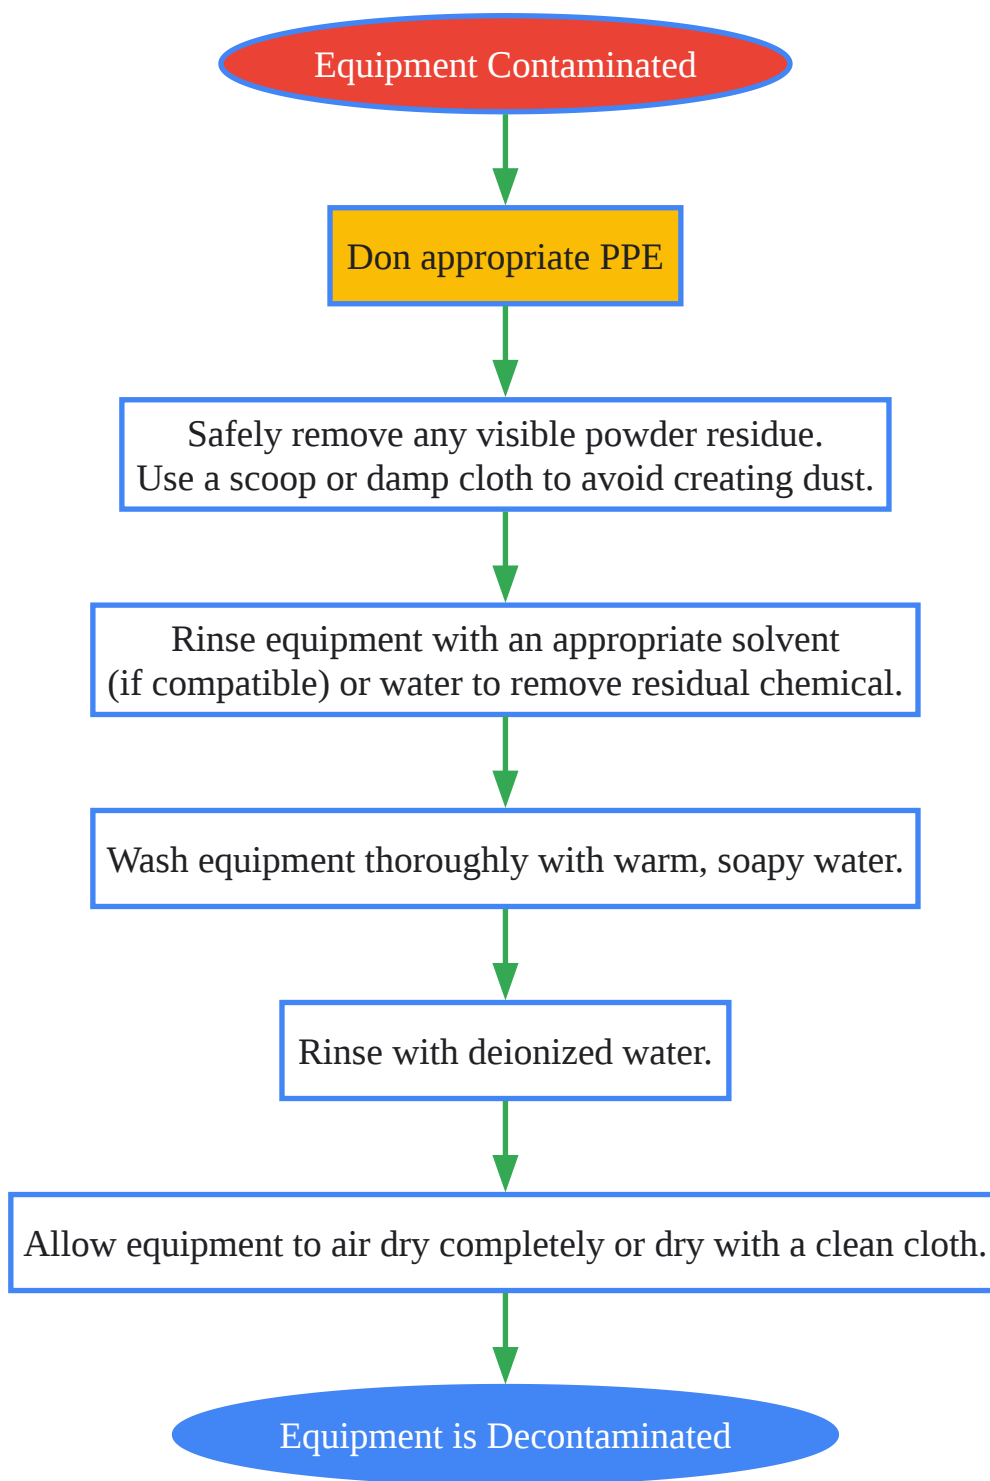 Equipment Contaminated
Don appropriate PPE
Safely remove any visible powder residue.
Use a scoop or damp cloth to avoid creating dust.
Rinse equipment with an appropriate solvent
(if compatible) or water to remove residual chemical.
Wash equipment thoroughly with warm, soapy water.
Rinse with deionized water.
Allow equipment to air dry completely or dry with a clean cloth.
Equipment is Decontaminated